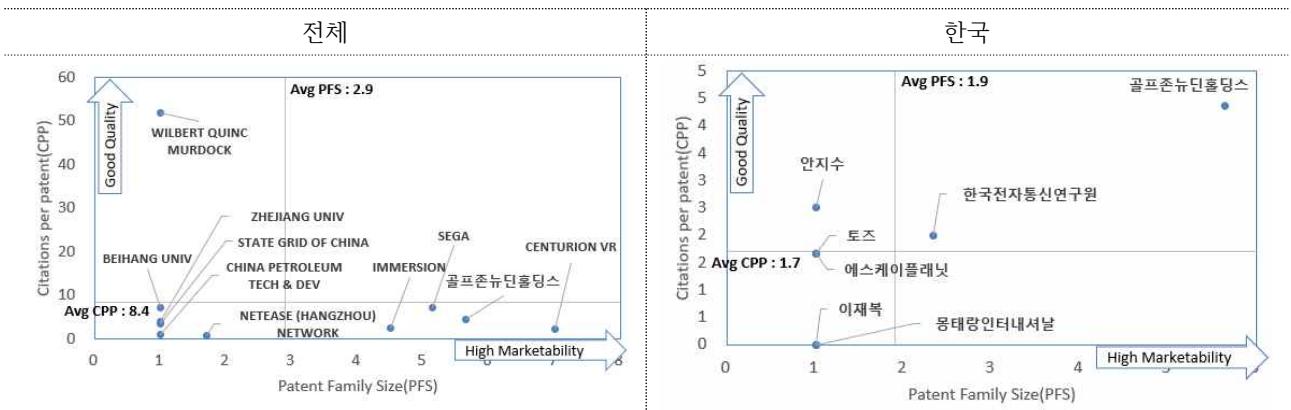 전체
한국
60
50
40
30
20
10
0
Citations per patent(CPP)
Good Quality
Avg PFS : 2.9
WILBERT QUINC
MURDOCK
ZHEJIANG UNIV
STATE GRID OF CHINA
SEGA
CENTURION VR
BEIHANG UNIV
CHINA PETROLEUM
TECH & DEV
IMMERSION
골프존뉴딘홀딩스
Avg CPP : 8.4
NETEASE (HANGZHOU)
NETWORK
High Marketability
0 1 2 3 4 5 6 7 8
Patent Family Size(PFS)
5
5
4
4
3
3
2
2
1
1
0
Citations per patent(CPP)
Good Quality
Avg PFS : 1.9
골프존뉴딘홀딩스
안지수
한국전자통신연구원
토즈
Avg CPP : 1.7
에스케이플래닛
이재복
몽태랑인터내셔날
High Marketability
0 1 2 3 4
Patent Family Size(PFS)